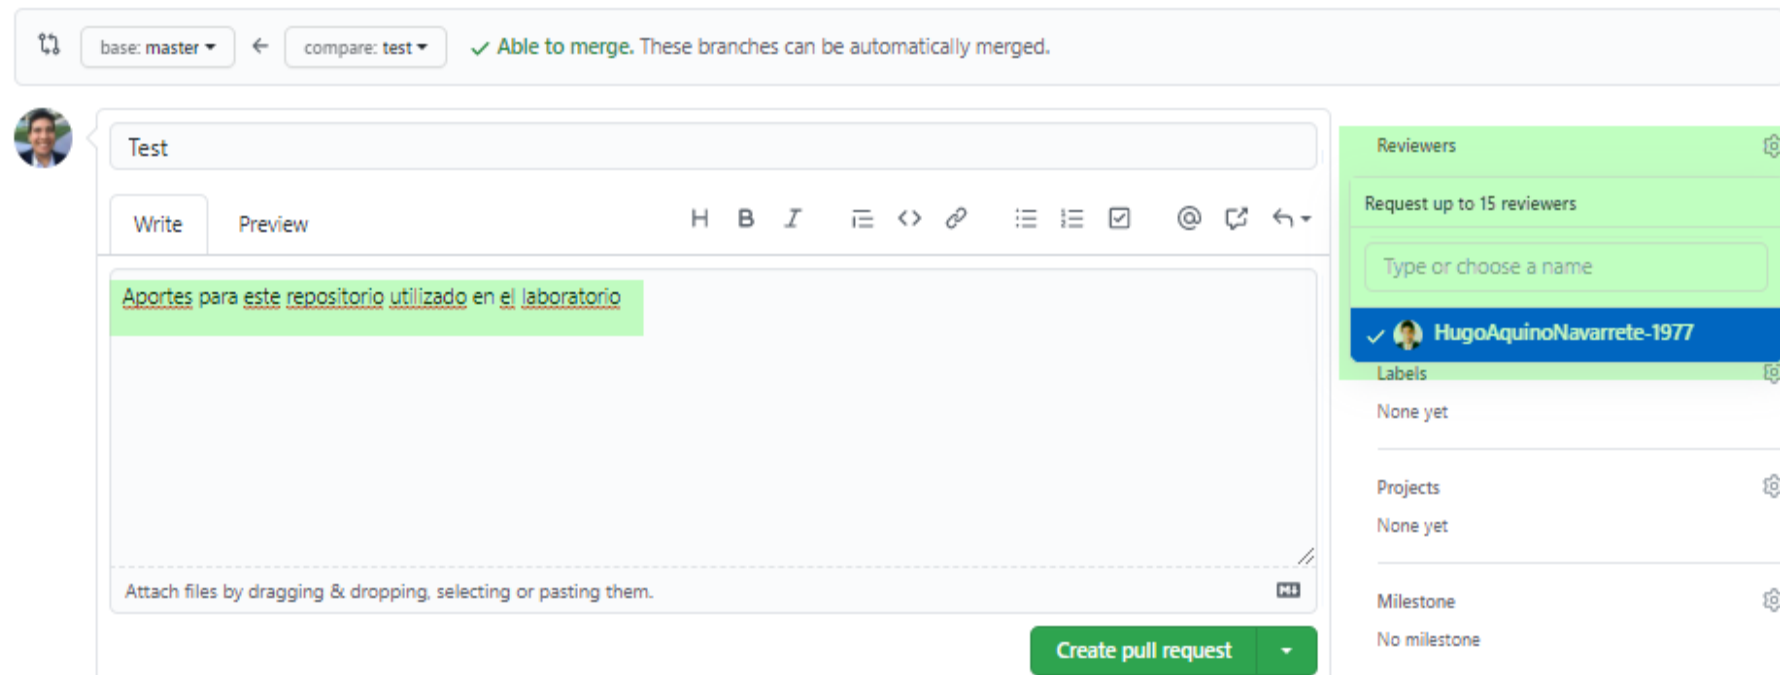 base: master ← compare: test ✓ Able to merge. These branches can be automatically merged.
Test
Write Preview
Aportes para este repositorio utilizado en el laboratorio
Attach files by dragging & dropping, selecting or pasting them.
Create pull request
Reviewers
Request up to 15 reviewers
Type or choose a name
HugoAquinoNavarrete-1977
Labels
None yet
Projects
None yet
Milestone
No milestone